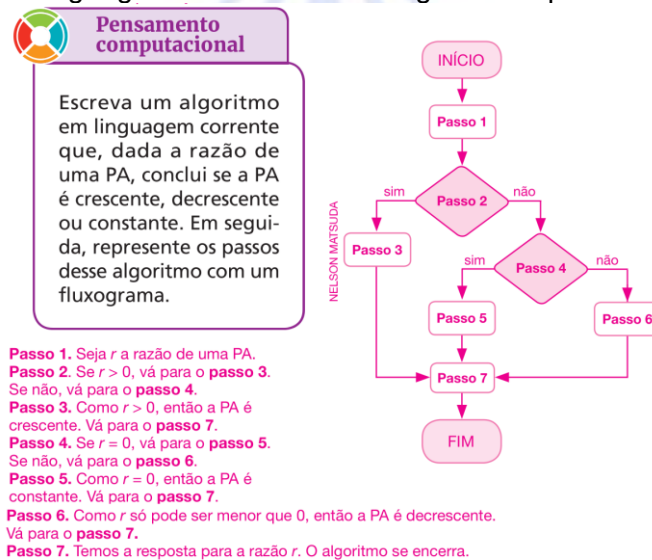 Pensamento
computacional
Escreva um algoritmo
em linguagem corrente
que, dada a razão de
uma PA, conclui se a PA
é crescente, decrescente
ou constante. Em segui-
da, represente os passos
desse algoritmo com um
fluxograma.
NELSON MATSUDA
INÍCIO
Passo 1
sim
Passo 2
não
Passo 3
sim
Passo 4
não
Passo 5
Passo 6
Passo 7
FIM
Passo 1. Seja r a razão de uma PA.
Passo 2. Se r > 0, vá para o passo 3.
Se não, vá para o passo 4.
Passo 3. Como r > 0, então a PA é
crescente. Vá para o passo 7.
Passo 4. Se r = 0, vá para o passo 5.
Se não, vá para o passo 6.
Passo 5. Como r = 0, então a PA é
constante. Vá para o passo 7.
Passo 6. Como r só pode ser menor que 0, então a PA é decrescente.
Vá para o passo 7.
Passo 7. Temos a resposta para a razão r. O algoritmo se encerra.